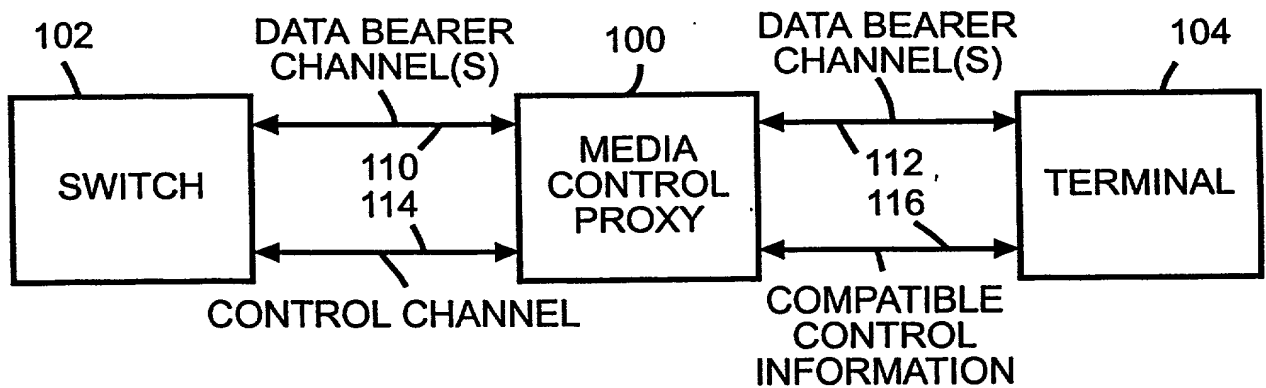 102
DATA BEARER
CHANNEL(S)
100
DATA BEARER
CHANNEL(S)
104
SWITCH
110
114
MEDIA
CONTROL
PROXY
112
116
TERMINAL
CONTROL CHANNEL
COMPATIBLE
CONTROL
INFORMATION